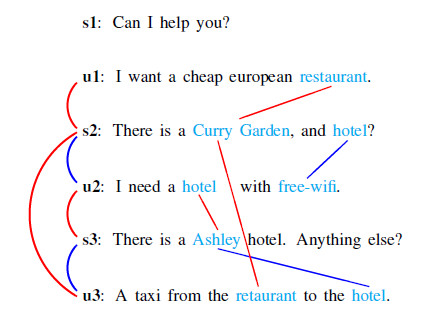 s1: Can I help you?
u1: I want a cheap european restaurant.
s2: There is a Curry Garden, and hotel?
u2: I need a hotel with free-wifi.
s3: There is a Ashley hotel. Anything else?
u3: A taxi from the retaurant to the hotel.